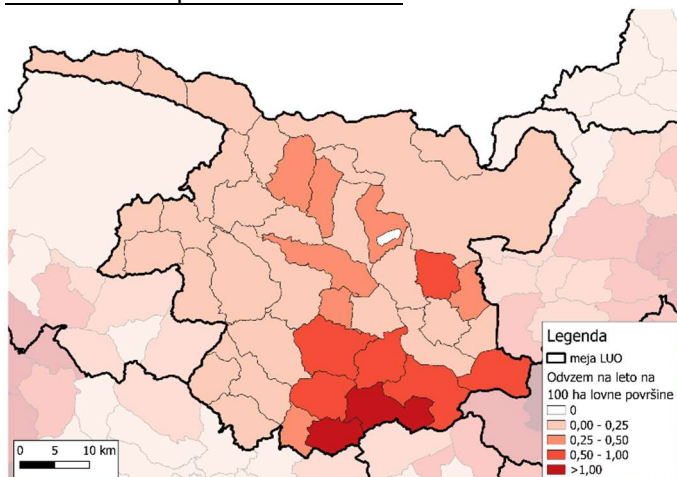 Legenda
meja LUO
Odvzem na leto na
100 ha lovne površine
0
0,00 - 0,25
0,25 - 0,50
0,50 - 1,00
>1,00
0 5 10 km